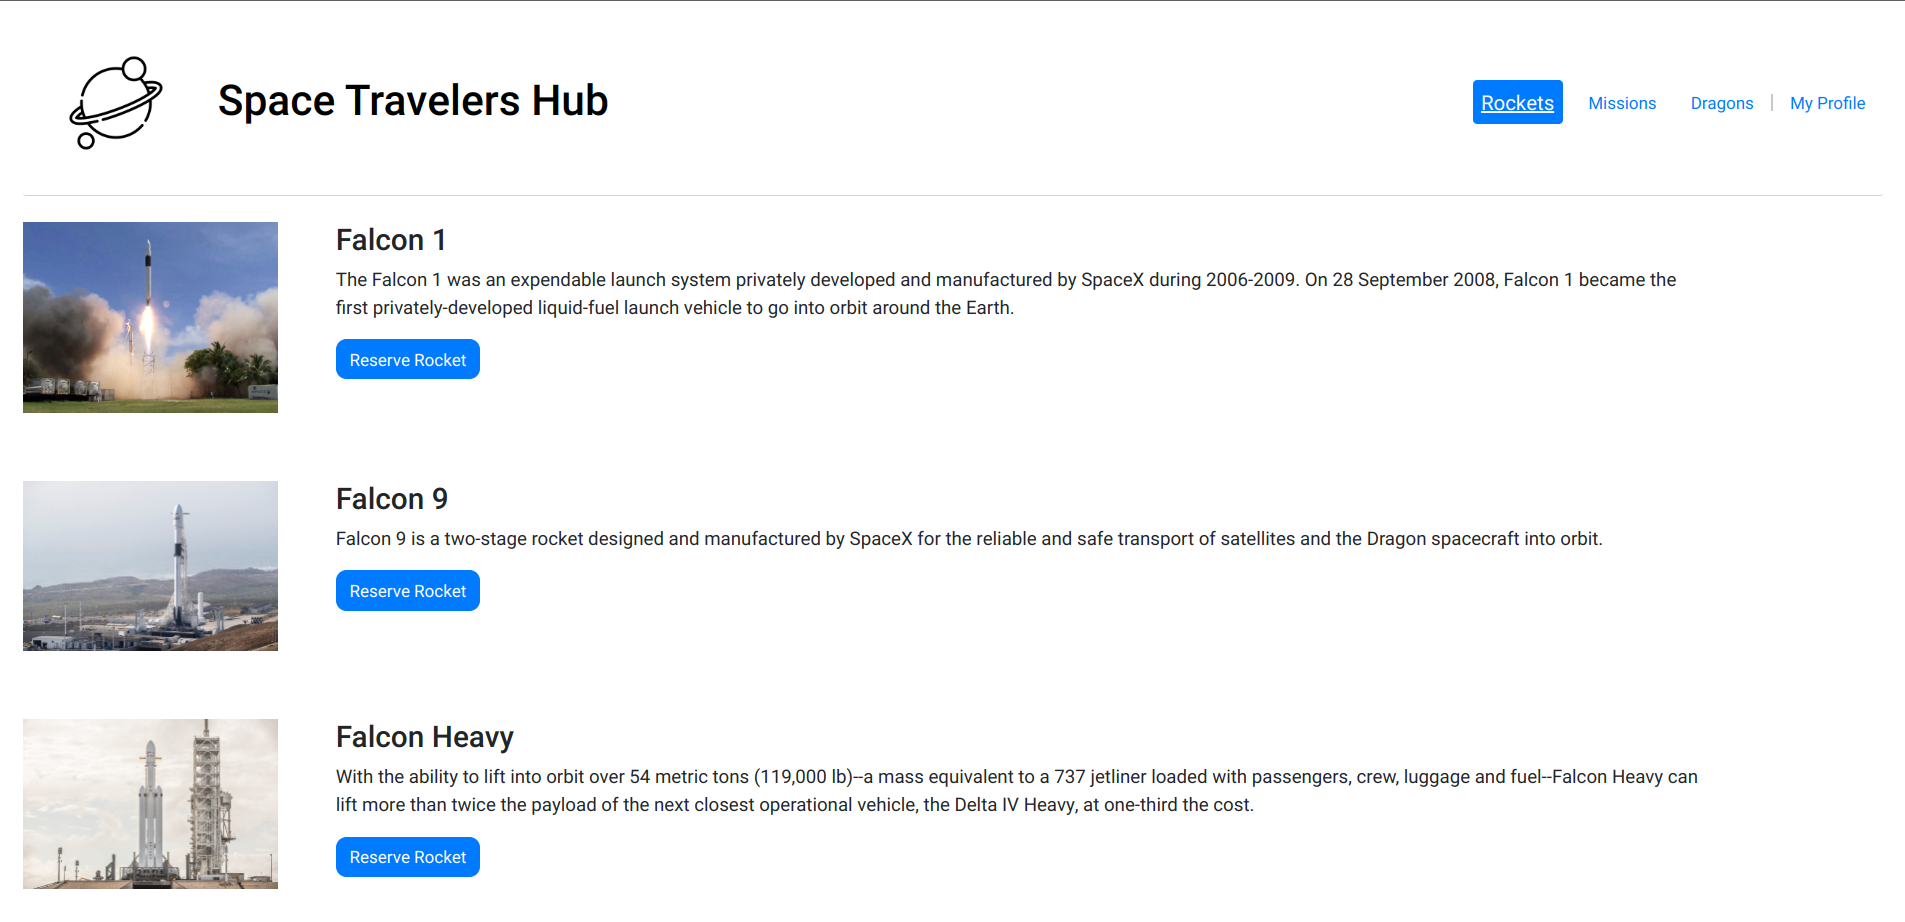 Space Travelers Hub
Rockets Missions Dragons | My Profile
Falcon 1
The Falcon 1 was an expendable launch system privately developed and manufactured by SpaceX during 2006-2009. On 28 September 2008, Falcon 1 became the
first privately-developed liquid-fuel launch vehicle to go into orbit around the Earth.
Reserve Rocket
Falcon 9
Falcon 9 is a two-stage rocket designed and manufactured by SpaceX for the reliable and safe transport of satellites and the Dragon spacecraft into orbit.
Reserve Rocket
Falcon Heavy
With the ability to lift into orbit over 54 metric tons (119,000 lb)--a mass equivalent to a 737 jetliner loaded with passengers, crew, luggage and fuel--Falcon Heavy can
lift more than twice the payload of the next closest operational vehicle, the Delta IV Heavy, at one-third the cost.
Reserve Rocket